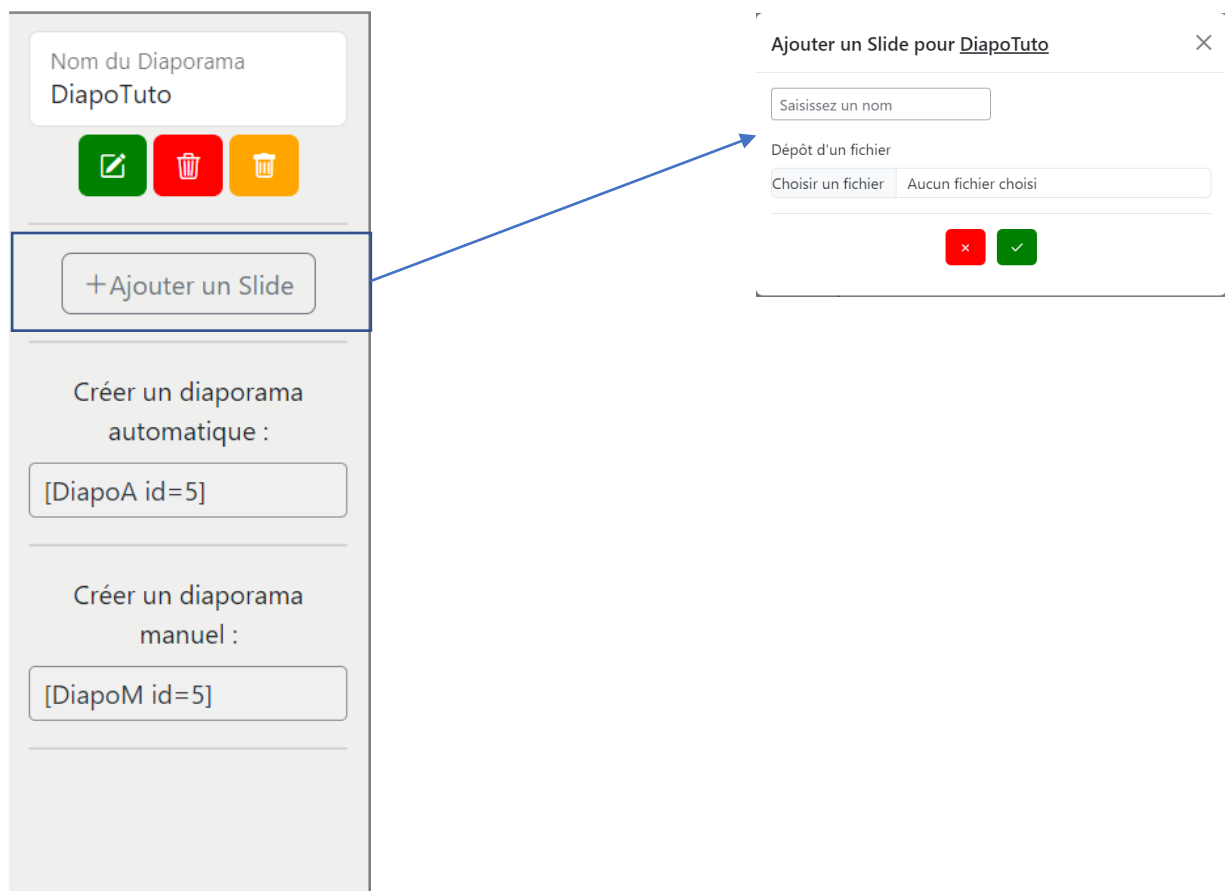 Nom du Diaporama
DiapoTuto
+Ajouter un Slide
Créer un diaporama
automatique :
[DiapoA id=5]
Créer un diaporama
manuel :
[DiapoM id=5]
Ajouter un Slide pour DiapoTuto
Saisissez un nom
Dépôt d'un fichier
Choisir un fichier Aucun fichier choisi